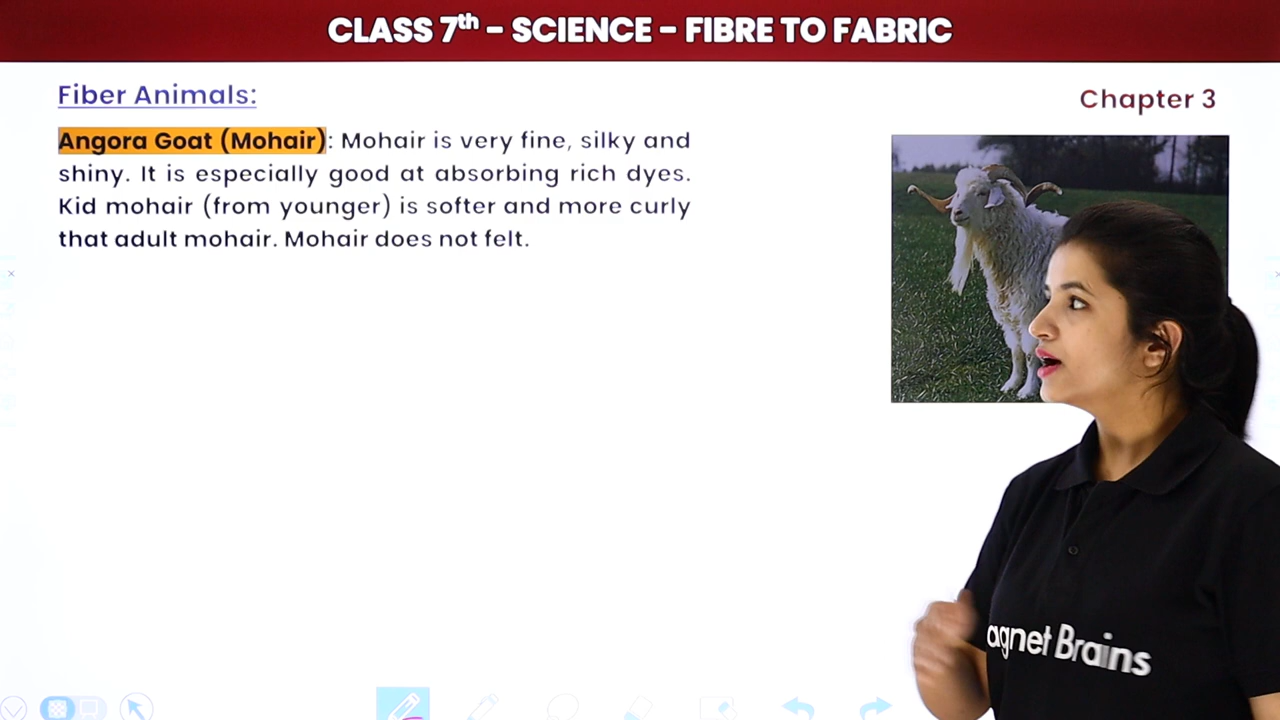 CLASS 7th – SCIENCE – FIBRE TO FABRIC
Fiber Animals:
Chapter 3
Angora Goat (Mohair): Mohair is very fine, silky and
shiny. It is especially good at absorbing rich dyes.
Kid mohair (from younger) is softer and more curly
that adult mohair. Mohair does not felt.
agnet Brains